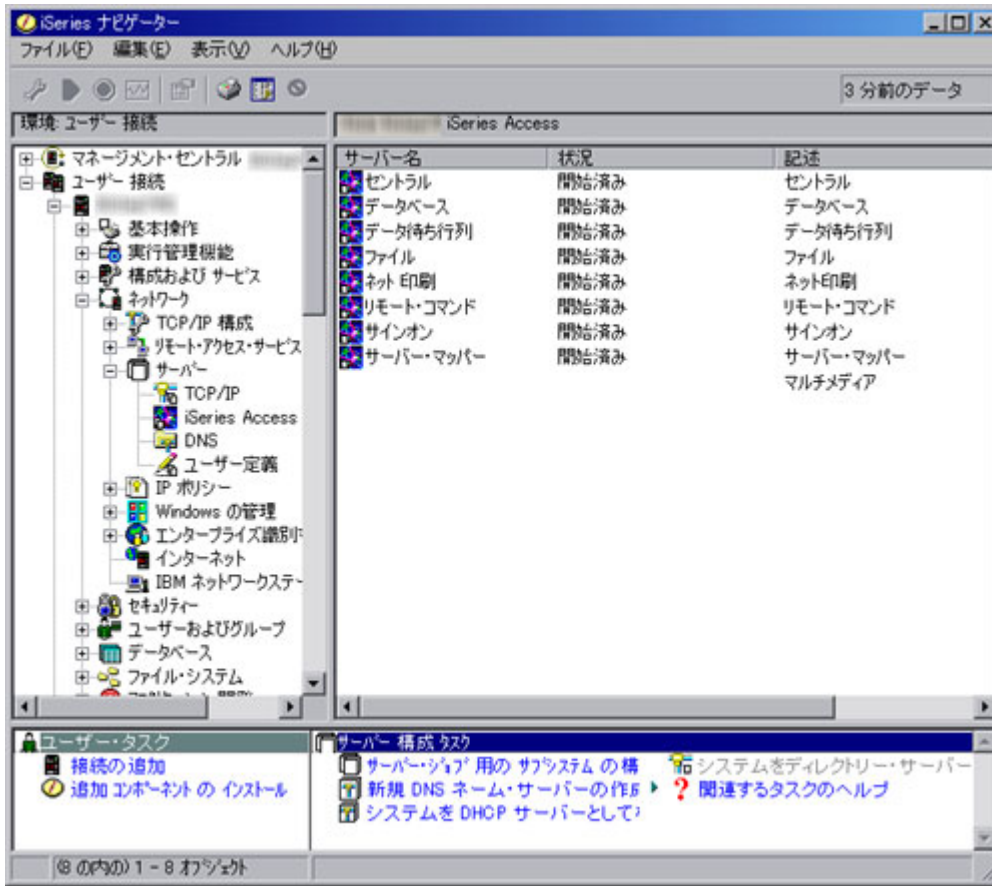 iSeries ナビゲーター
ファイル(F) 編集(E) 表示(V) ヘルプ(H)
3 分前のデータ
環境: ユーザー 接続
iSeries Access
マネージメント・セントラル
ユーザー 接続
基本操作
実行管理機能
構成および サービス
ネットワーク
TCP/IP 構成
リモート・アクセス・サービス
サーバー
TCP/IP
iSeries Access
DNS
ユーザー定義
IP ポリシー
Windows の管理
エンタープライズ識別
インターネット
IBM ネットワークステー
セキュリティー
ユーザーおよびグループ
データベース
ファイル・システム
サーバー名 状況 記述
セントラル 開始済み セントラル
データベース 開始済み データベース
データ待ち行列 開始済み データ待ち行列
ファイル 開始済み ファイル
ネット 印刷 開始済み ネット印刷
リモート・コマンド 開始済み リモート・コマンド
サインオン 開始済み サインオン
サーバー・マッパー 開始済み サーバー・マッパー
マルチメディア
ユーザー・タスク
接続の追加
追加 コンポーネント の インストール
サーバー 構成 タスク
サーバー・ジョブ 用の サブシステム の構
新規 DNS ネーム・サーバーの作成
システムを DHCP サーバーとして
システムをディレクトリー・サーバー
関連するタスクのヘルプ
(8 の内の) 1 - 8 オブジェクト